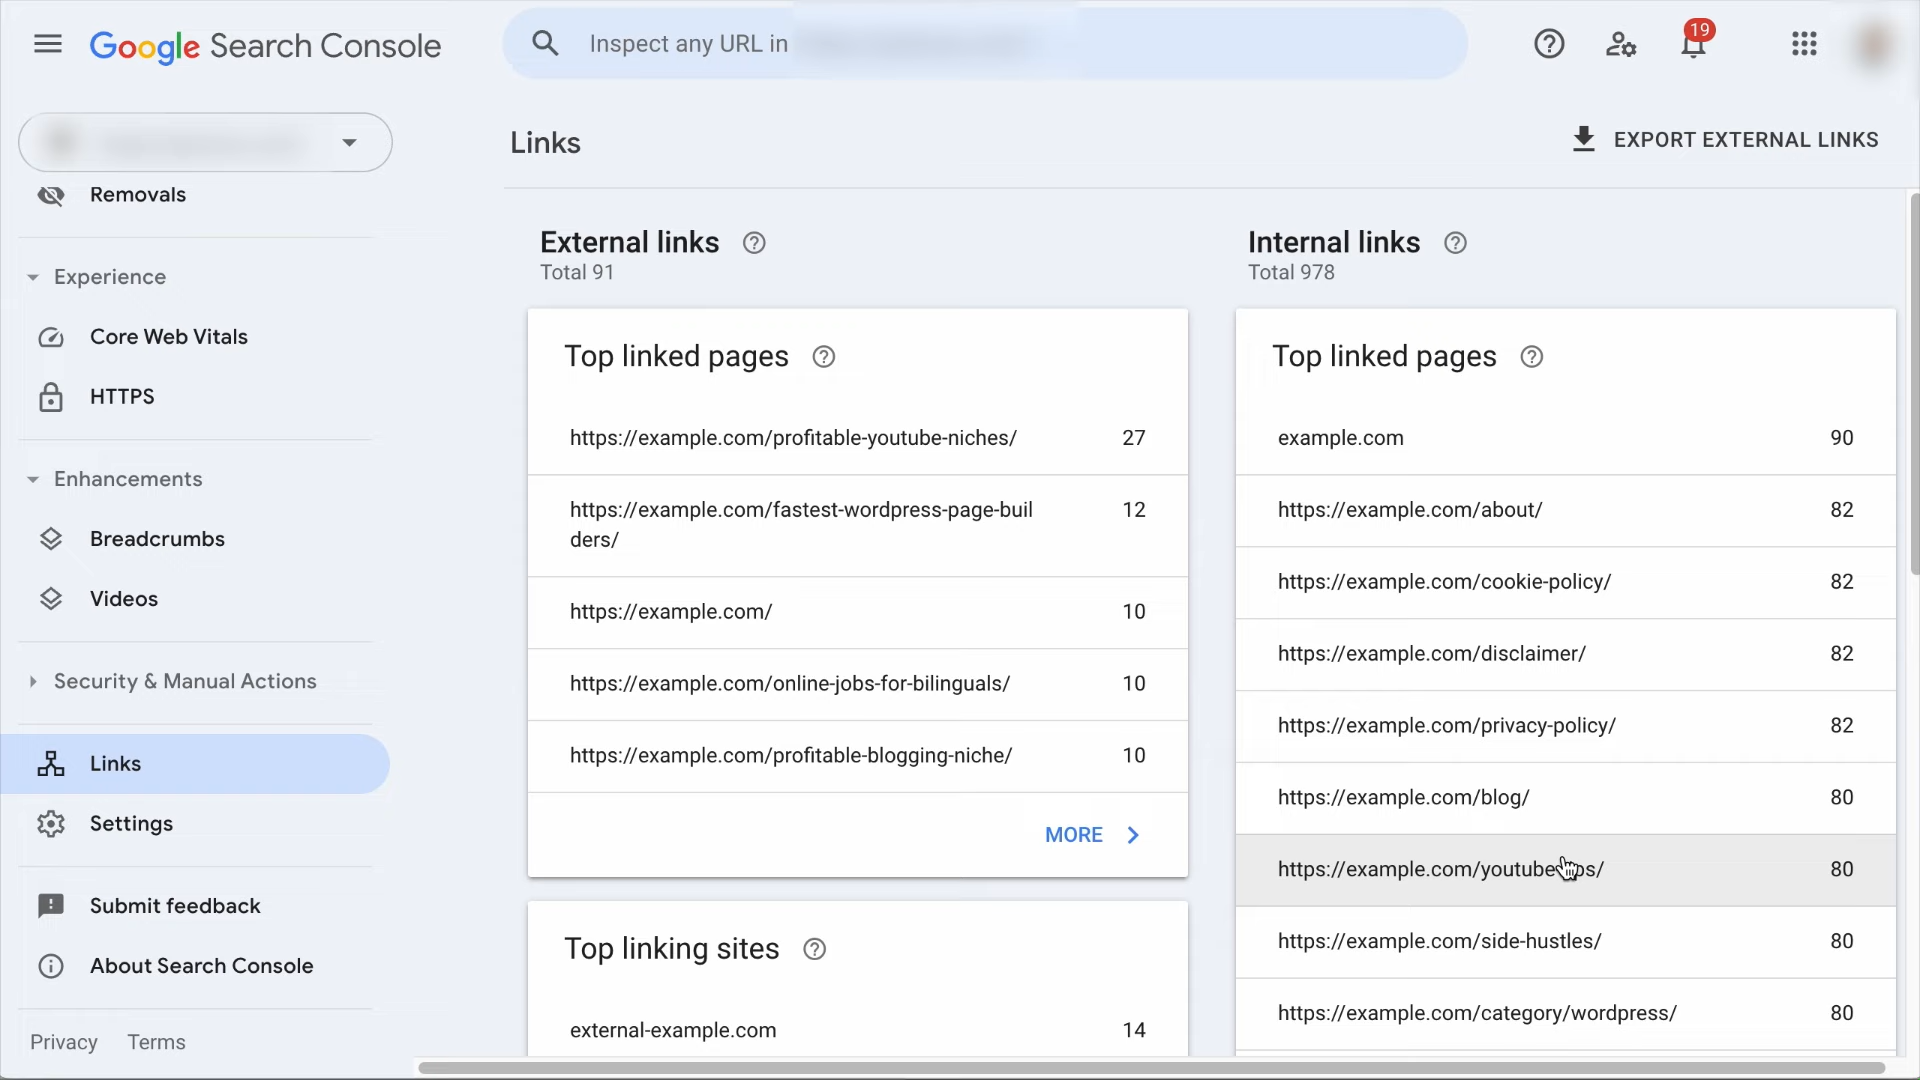 Google Search Console
Inspect any URL in
19
Links
EXPORT EXTERNAL LINKS
Removals
Experience
Core Web Vitals
HTTPS
Enhancements
Breadcrumbs
Videos
Security & Manual Actions
Links
Settings
Submit feedback
About Search Console
Privacy Terms
External links
Total 91
Top linked pages
https://example.com/profitable-youtube-niches/ 27
https://example.com/fastest-wordpress-page-buil 12
ders/
https://example.com/ 10
https://example.com/online-jobs-for-bilinguals/ 10
https://example.com/profitable-blogging-niche/ 10
MORE
Top linking sites
external-example.com 14
Internal links
Total 978
Top linked pages
example.com 90
https://example.com/about/ 82
https://example.com/cookie-policy/ 82
https://example.com/disclaimer/ 82
https://example.com/privacy-policy/ 82
https://example.com/blog/ 80
80
https://example.com/side-hustles/ 80
https://example.com/category/wordpress/ 80